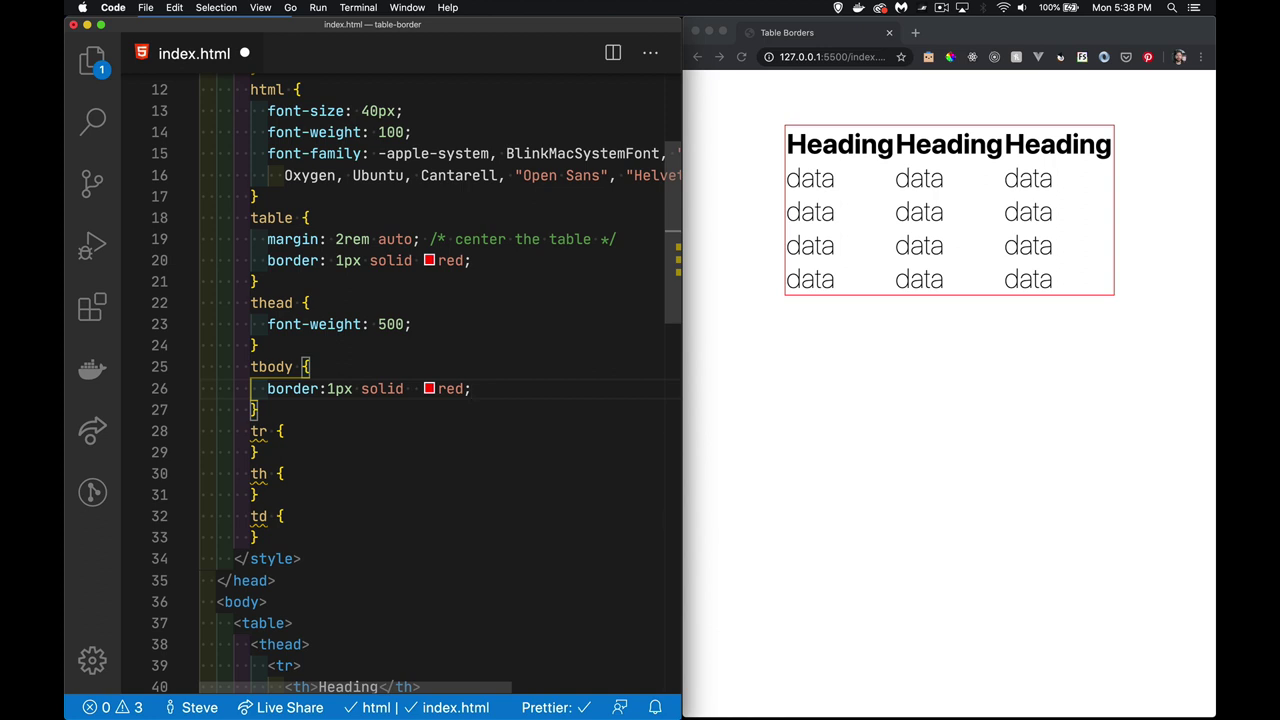 Code File Edit Selection View Go Run Terminal Window Help
100% Mon 5:38 PM
index.html — table-border
index.html
1
12 html {
13 font-size: 40px;
14 font-weight: 100;
15 font-family: -apple-system, BlinkMacSystemFont, "
16 Oxygen, Ubuntu, Cantarell, "Open Sans", "Helvet
17 }
18 table {
19 margin: 2rem auto; /* center the table */
20 border: 1px solid red;
21 }
22 thead {
23 font-weight: 500;
24 }
25 tbody {
26 border:1px solid  red;
27 }
28 tr {
29 }
30 th {
31 }
32 td {
33 }
34 </style>
35 </head>
36 <body>
37 <table>
38 <thead>
39 <tr>
40 <th>Heading</th>
0 3 Steve Live Share html | index.html Prettier:
Table Borders
127.0.0.1:5500/index....
Heading Heading Heading
data data data
data data data
data data data
data data data